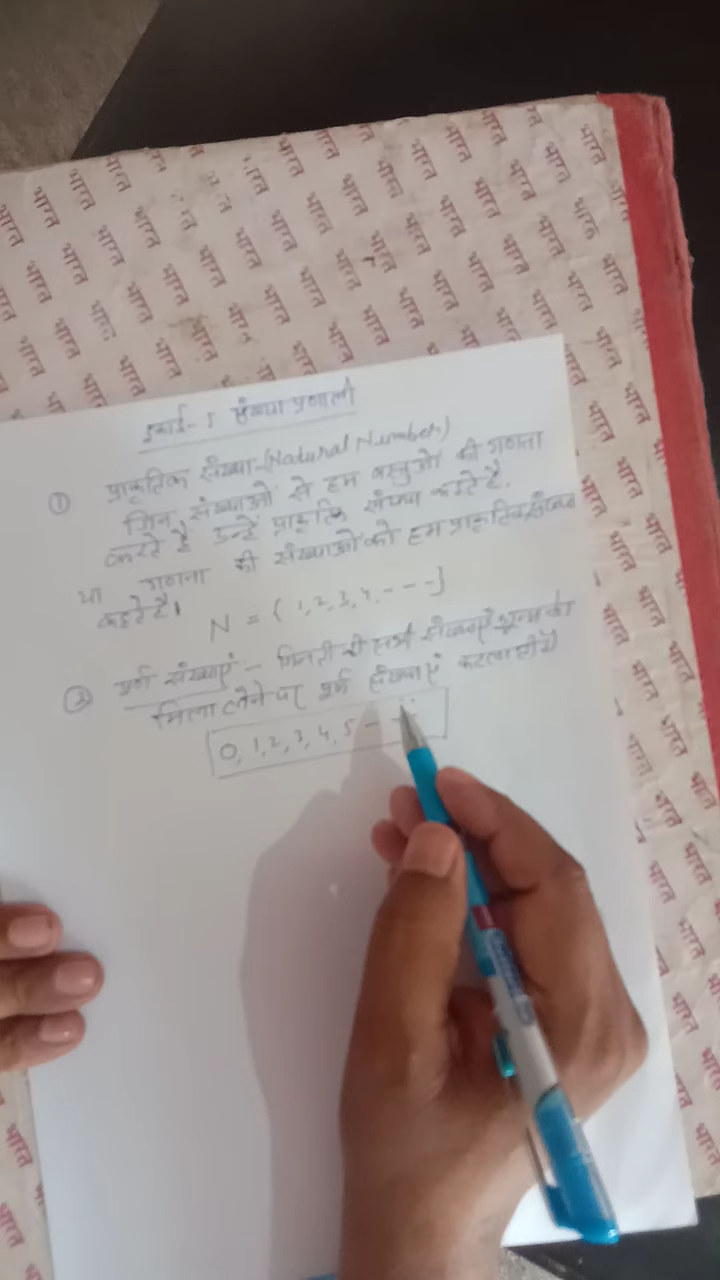 इकाई-I संख्या प्रणाली
① प्राकृतिक संख्या-(Natural Number)
जिन संख्याओं से हम वस्तुओं की गणना
करते है उन्हें प्राकृति संख्या कहते है.
या गणना की संख्याओं को हम प्राकृतिक संख्या
कहते है।
N = { 1, 2, 3, 4, - - - }
② पूर्ण संख्याएं - गिनती की सभी संख्याएँ शून्य को
मिला लेने पर पूर्ण संख्याएं कहलाती है
0, 1, 2, 3, 4, 5 - -
भारत